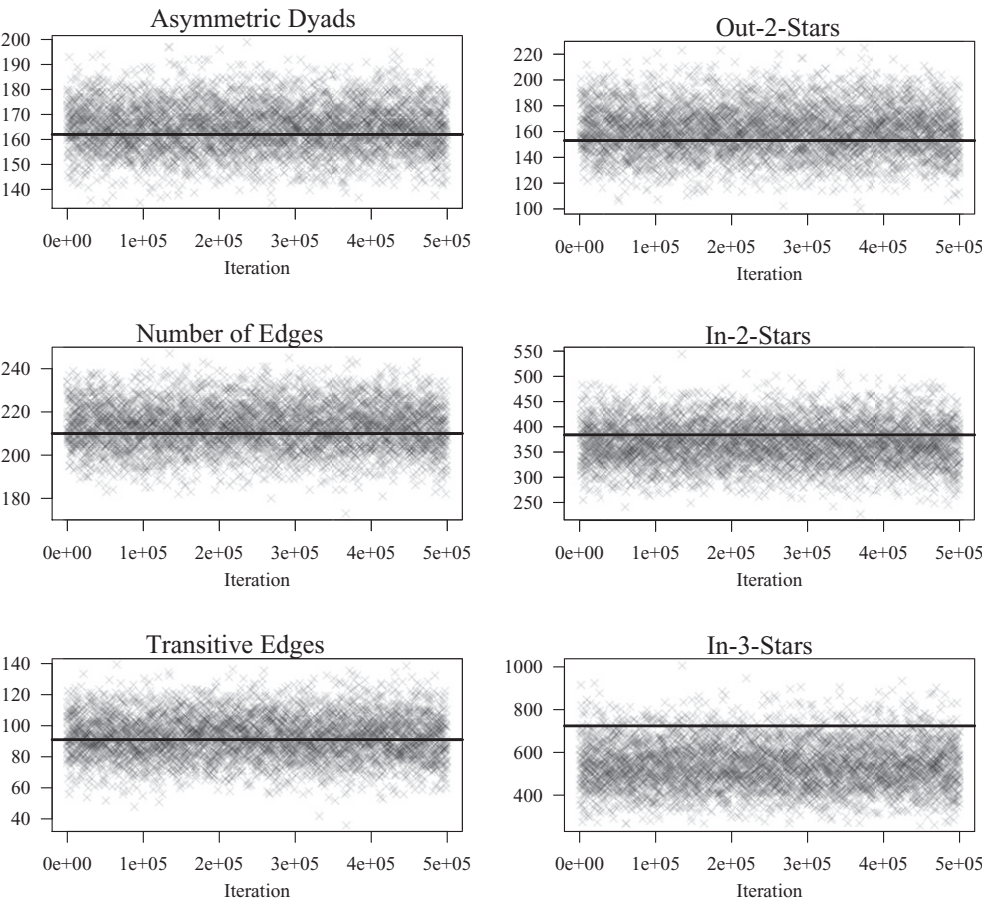 Asymmetric Dyads
200
190
180
170
160
150
140
0e+00 1e+05 2e+05 3e+05 4e+05 5e+05
Iteration
Out-2-Stars
220
200
180
160
140
120
100
0e+00 1e+05 2e+05 3e+05 4e+05 5e+05
Iteration
Number of Edges
240
220
200
180
0e+00 1e+05 2e+05 3e+05 4e+05 5e+05
Iteration
In-2-Stars
550
500
450
400
350
300
250
0e+00 1e+05 2e+05 3e+05 4e+05 5e+05
Iteration
Transitive Edges
140
120
100
80
60
40
0e+00 1e+05 2e+05 3e+05 4e+05 5e+05
Iteration
In-3-Stars
1000
800
600
400
0e+00 1e+05 2e+05 3e+05 4e+05 5e+05
Iteration